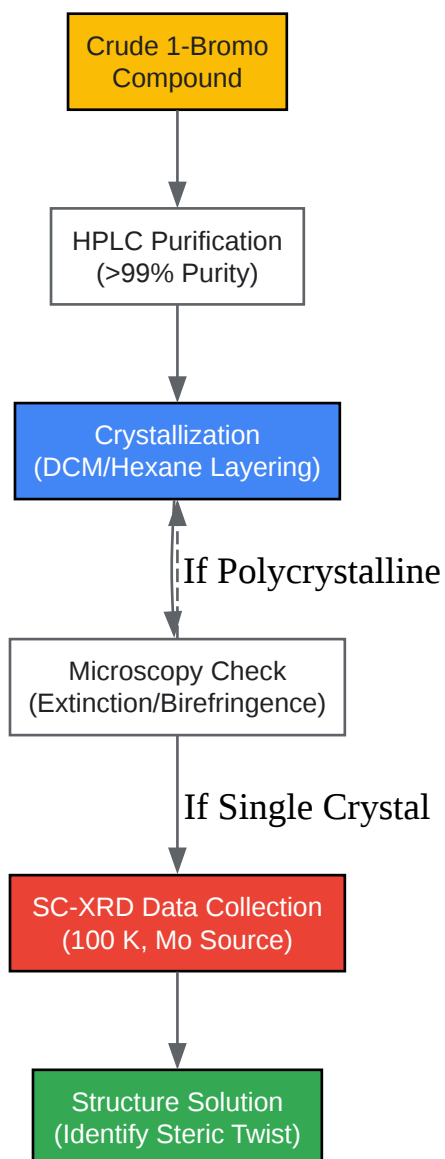 Crude 1-Bromo
Compound
HPLC Purification
(>99% Purity)
Crystallization
(DCM/Hexane Layering)
If Polycrystalline
Microscopy Check
(Extinction/Birefringence)
If Single Crystal
SC-XRD Data Collection
(100 K, Mo Source)
Structure Solution
(Identify Steric Twist)